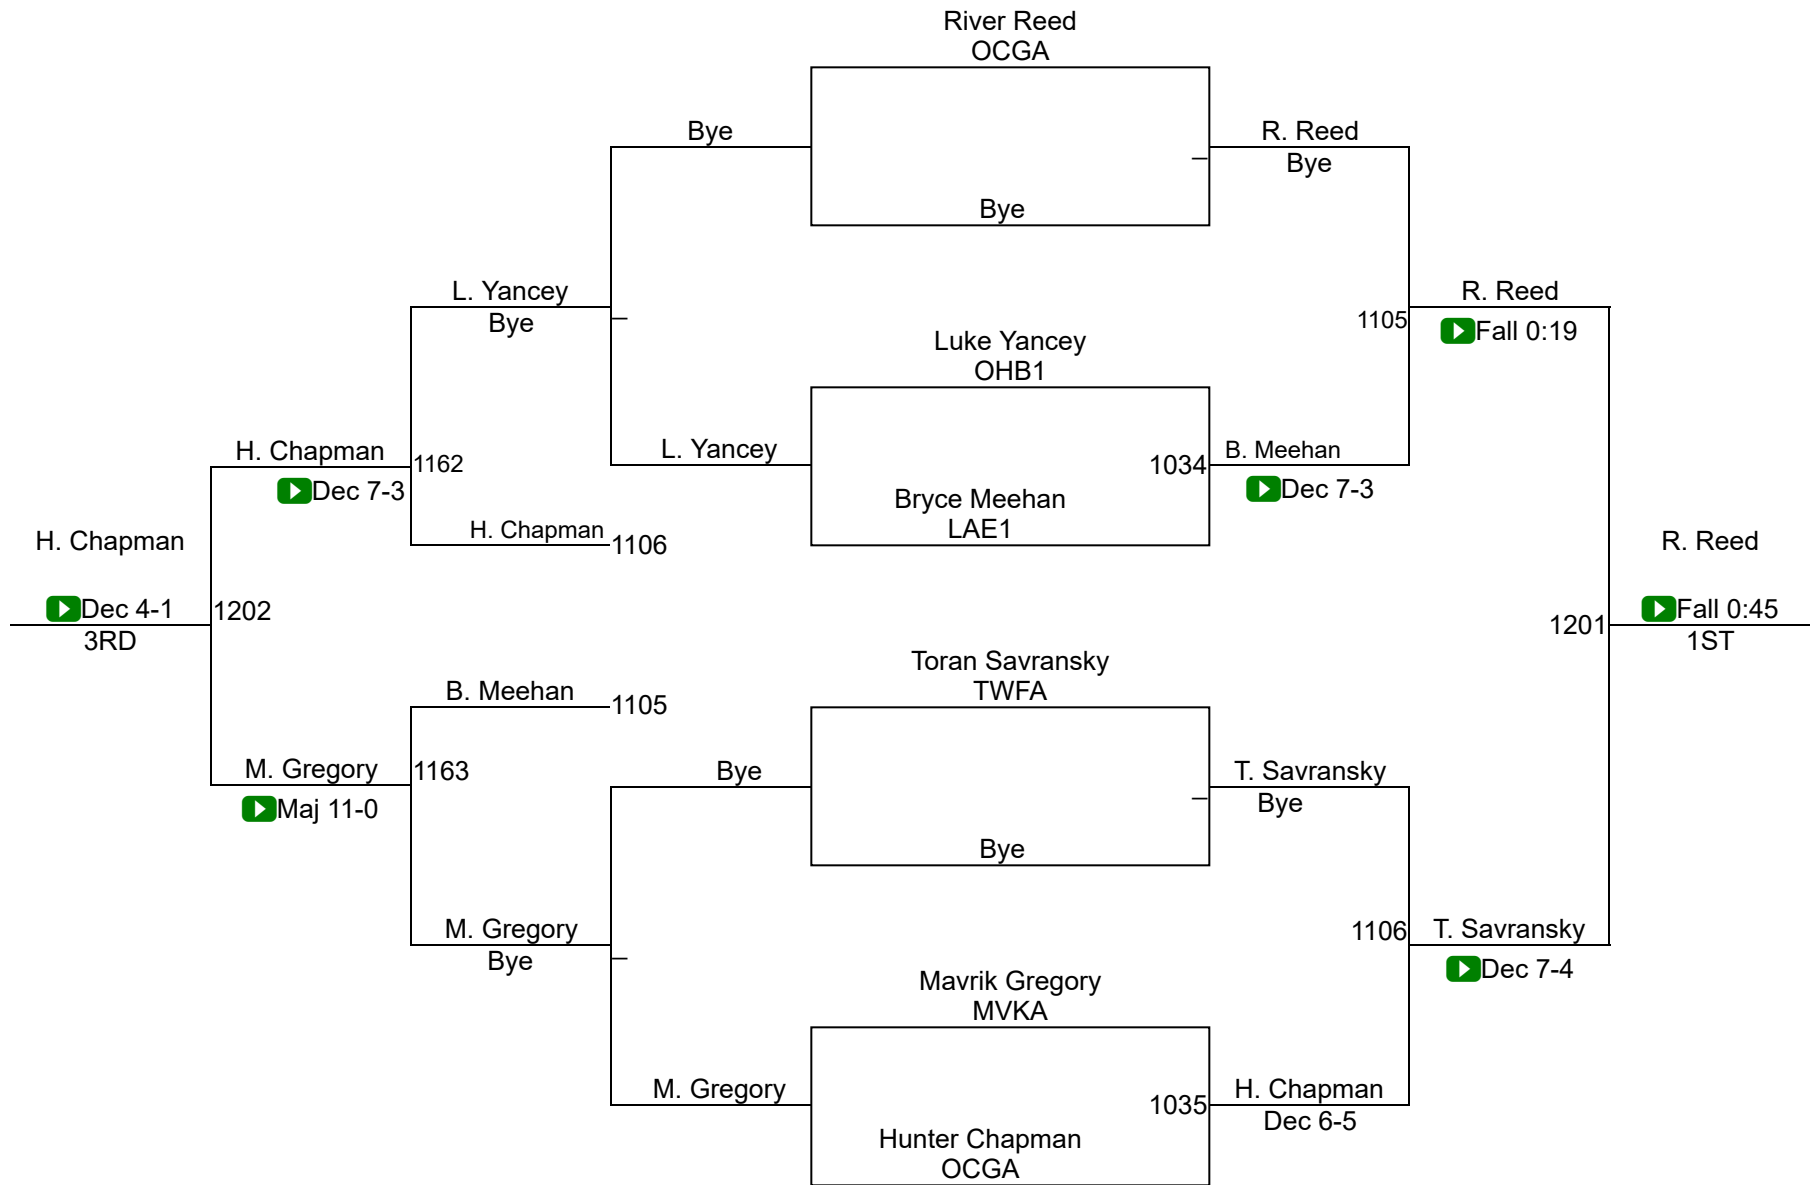 River Reed
OCGA
Bye
R. Reed
Bye
Bye
L. Yancey
Bye
R. Reed
1105
Fall 0:19
Luke Yancey
OHB1
H. Chapman
1162
Dec 7-3
L. Yancey
1034
B. Meehan
Dec 7-3
Bryce Meehan
LAE1
H. Chapman
1106
H. Chapman
R. Reed
Dec 4-1
1202
3RD
1201
Fall 0:45
1ST
Toran Savransky
TWFA
B. Meehan
1105
M. Gregory
1163
Maj 11-0
Bye
T. Savransky
Bye
Bye
M. Gregory
Bye
1106
T. Savransky
Dec 7-4
Mavrik Gregory
MVKA
M. Gregory
1035
H. Chapman
Dec 6-5
Hunter Chapman
OCGA